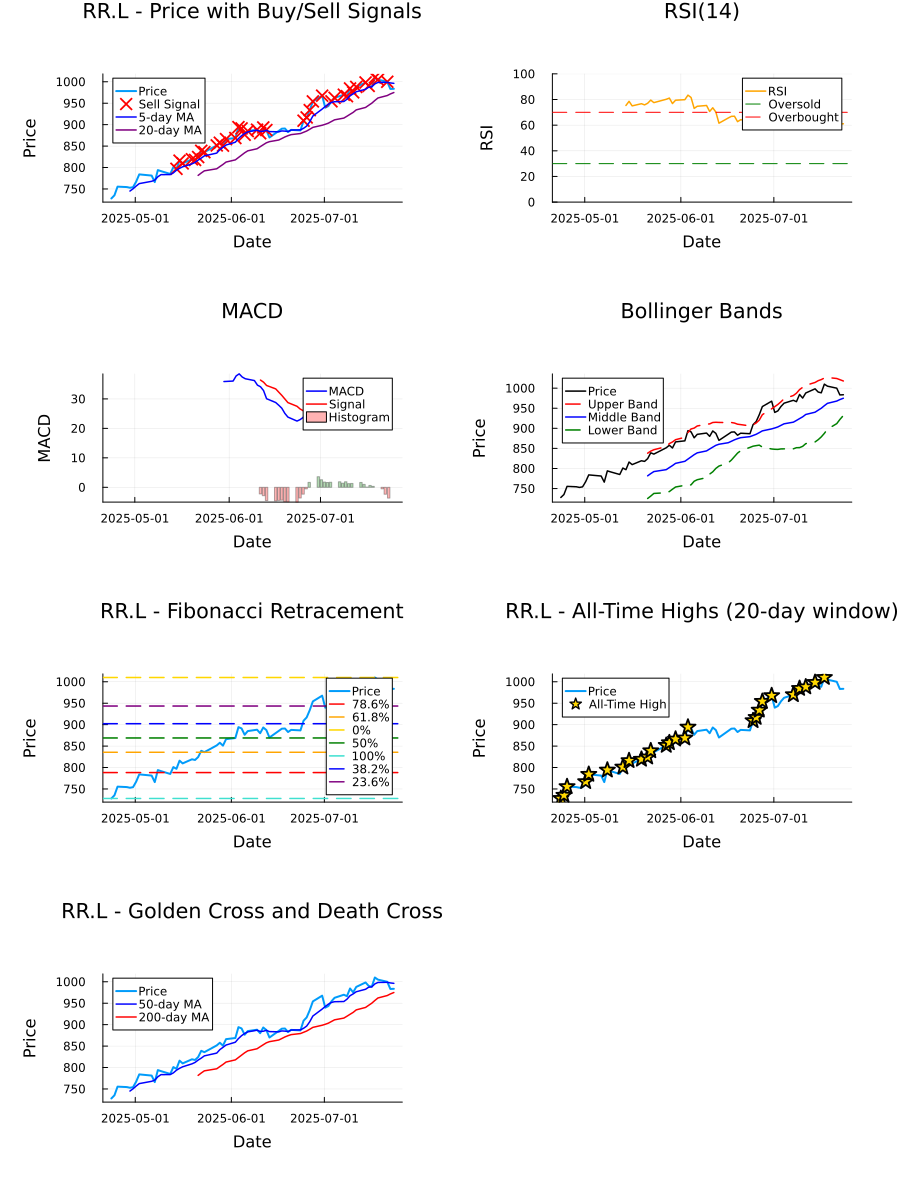 RR.L - Price with Buy/Sell Signals
Price
1000
950
900
850
800
750
Price
Sell Signal
5-day MA
20-day MA
2025-05-01
2025-06-01
2025-07-01
Date
RSI(14)
RSI
100
80
60
40
20
0
RSI
Oversold
Overbought
2025-05-01
2025-06-01
2025-07-01
Date
MACD
MACD
30
20
10
0
MACD
Signal
Histogram
2025-05-01
2025-06-01
2025-07-01
Date
Bollinger Bands
Price
1000
950
900
850
800
750
Price
Upper Band
Middle Band
Lower Band
2025-05-01
2025-06-01
2025-07-01
Date
RR.L - Fibonacci Retracement
Price
1000
950
900
850
800
750
Price
78.6%
61.8%
0%
50%
100%
38.2%
23.6%
2025-05-01
2025-06-01
2025-07-01
Date
RR.L - All-Time Highs (20-day window)
Price
1000
950
900
850
800
750
Price
All-Time High
2025-05-01
2025-06-01
2025-07-01
Date
RR.L - Golden Cross and Death Cross
Price
1000
950
900
850
800
750
Price
50-day MA
200-day MA
2025-05-01
2025-06-01
2025-07-01
Date